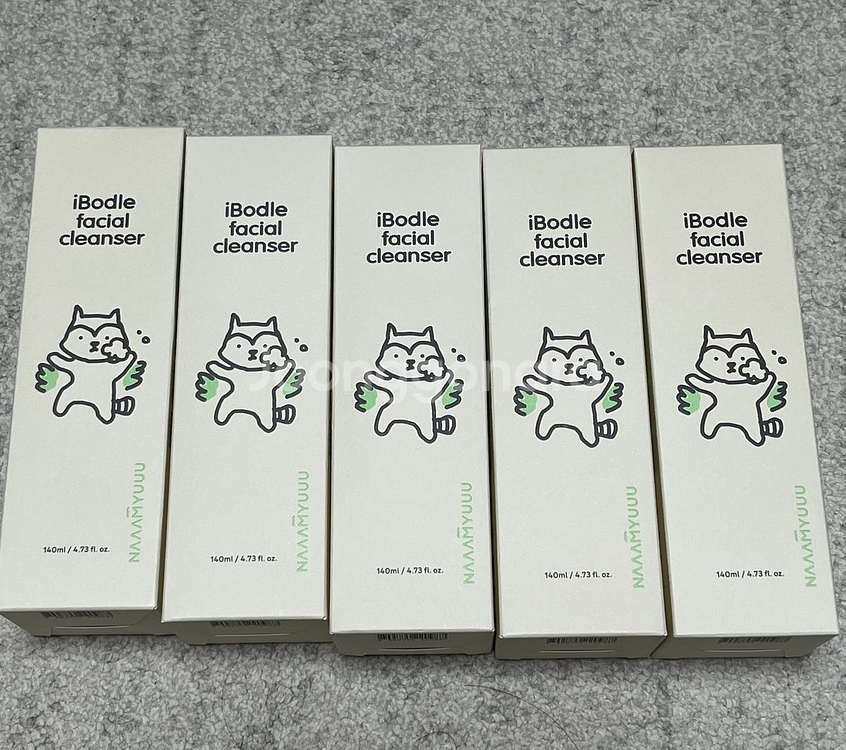 iBodle
facial
cleanser
140ml / 4.73 fl. oz.
NAAAMYUUU
iBodle
facial
cleanser
140ml / 4.73 fl. oz.
NAAAMYUUU
iBodle
facial
cleanser
140ml / 4.73 fl. oz.
NAAAMYUUU
iBodle
facial
cleanser
140ml / 4.73 fl. oz.
NAAAMYUUU
iBodle
facial
cleanser
140ml / 4.73 fl. oz.
NAAAMYUUU
Joonggonara